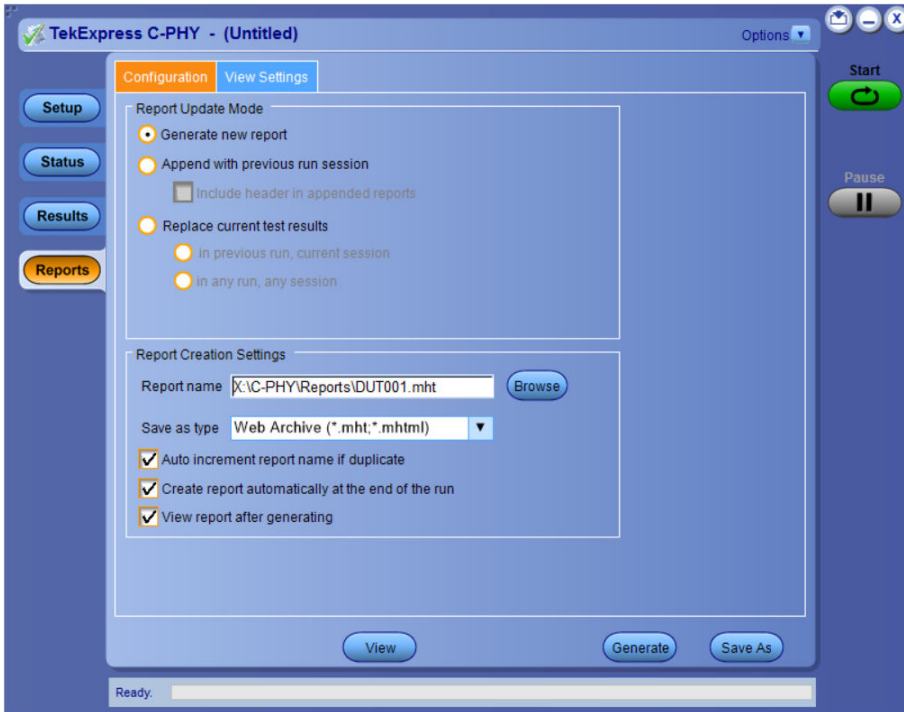 TekExpress C-PHY - (Untitled)
Options
Start
Pause
Setup
Status
Results
Reports
Configuration
View Settings
Report Update Mode
Generate new report
Append with previous run session
Include header in appended reports
Replace current test results
in previous run, current session
in any run, any session
Report Creation Settings
Report name X:\C-PHY\Reports\DUT001.mht Browse
Save as type Web Archive (*.mht;*.mhtml)
Auto increment report name if duplicate
Create report automatically at the end of the run
View report after generating
View
Generate
Save As
Ready.